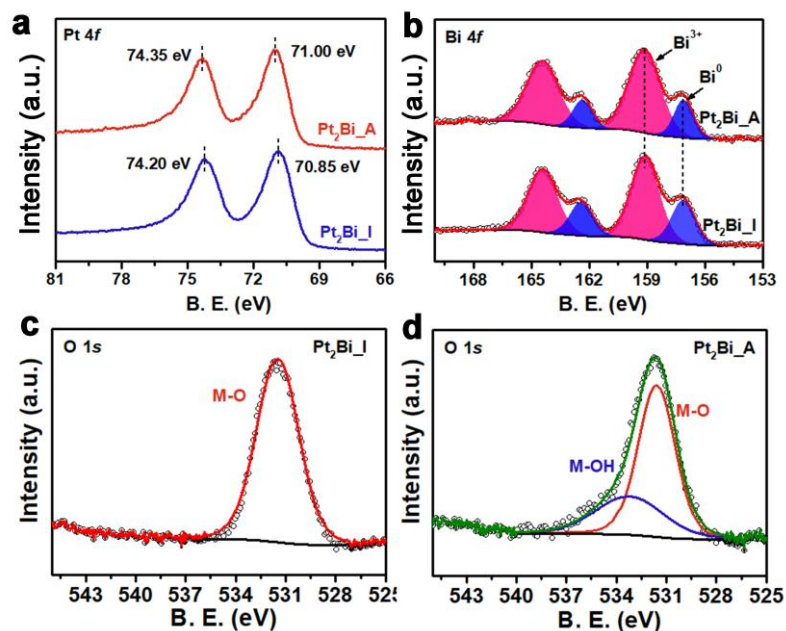 a
Pt 4f
74.35 eV
71.00 eV
Pt₂Bi_A
74.20 eV
70.85 eV
Pt₂Bi_I
Intensity (a.u.)
81 78 75 72 69 66
B. E. (eV)
b
Bi 4f
Bi³⁺
Bi⁰
Pt₂Bi_A
Pt₂Bi_I
Intensity (a.u.)
168 165 162 159 156 153
B. E. (eV)
c
O 1s
Pt₂Bi_I
M-O
Intensity (a.u.)
543 540 537 534 531 528 525
B. E. (eV)
d
O 1s
Pt₂Bi_A
M-O
M-OH
Intensity (a.u.)
543 540 537 534 531 528 525
B. E. (eV)